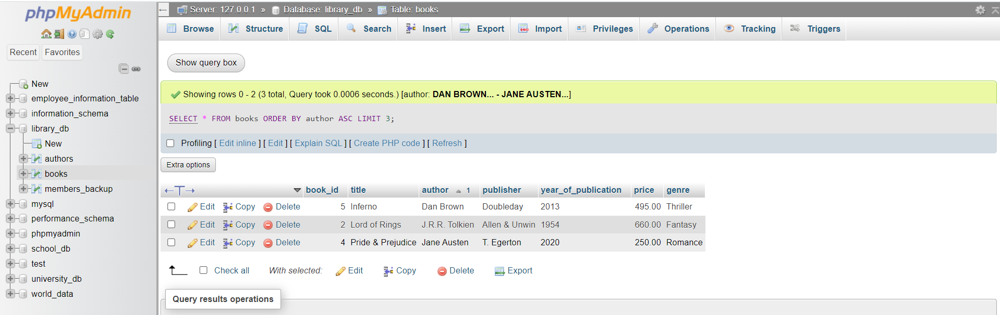 phpMyAdmin
Recent Favorites
New
employee_information_table
information_schema
library_db
New
authors
books
members_backup
mysql
performance_schema
phpmyadmin
school_db
test
university_db
world_data
Server: 127.0.0.1 » Database: library_db » Table: books
Browse Structure SQL Search Insert Export Import Privileges Operations Tracking Triggers
Show query box
Showing rows 0 - 2 (3 total, Query took 0.0006 seconds.) [author: DAN BROWN... - JANE AUSTEN...]
SELECT * FROM books ORDER BY author ASC LIMIT 3;
Profiling [ Edit inline ] [ Edit ] [ Explain SQL ] [ Create PHP code ] [ Refresh ]
Extra options
←T→ book_id title author 1 publisher year_of_publication price genre
Edit Copy Delete 5 Inferno Dan Brown Doubleday 2013 495.00 Thriller
Edit Copy Delete 2 Lord of Rings J.R.R. Tolkien Allen & Unwin 1954 660.00 Fantasy
Edit Copy Delete 4 Pride & Prejudice Jane Austen T. Egerton 2020 250.00 Romance
Check all With selected: Edit Copy Delete Export
Query results operations